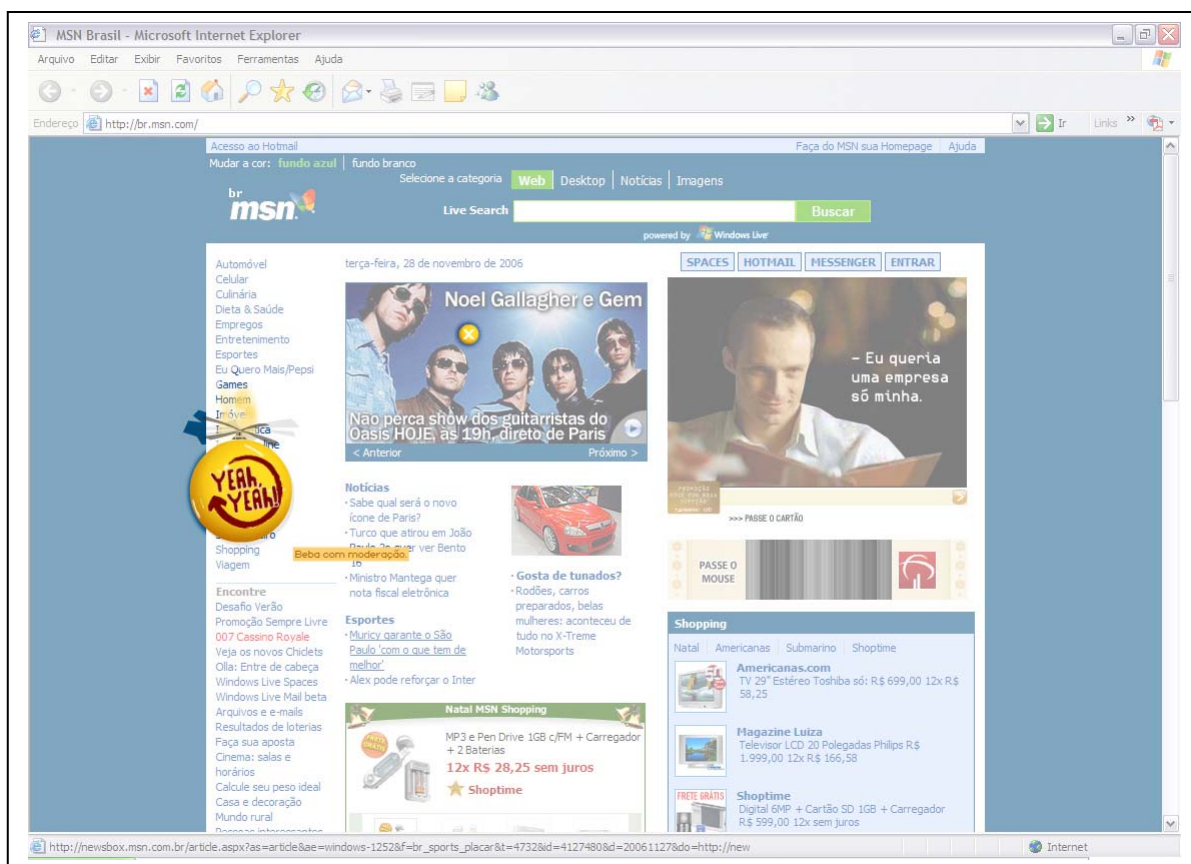 MSN Brasil - Microsoft Internet Explorer
Arquivo Editar Exibir Favoritos Ferramentas Ajuda
Endereço http://br.msn.com/ Ir Links »
Acesso ao Hotmail
Faça do MSN sua Homepage Ajuda
Mudar a cor: fundo azul | fundo branco
Selecione a categoria Web Desktop Notícias Imagens
br
msn
Live Search Buscar
powered by Windows Live
Automóvel
Celular
Culinária
Dieta & Saúde
Empregos
Entretenimento
Esportes
Eu Quero Mais/Pepsi
Games
Homem
YEAh,
YEAh!
Shopping
Viagem
Encontre
Desafio Verão
Promoção Sempre Livre
007 Cassino Royale
Veja os novos Chiclets
Olla: Entre de cabeça
Windows Live Spaces
Windows Live Mail beta
Arquivos e e-mails
Resultados de loterias
Faça sua aposta
Cinema: salas e
horários
Calcule seu peso ideal
Casa e decoração
Mundo rural
terça-feira, 28 de novembro de 2006
Noel Gallagher e Gem
Não perca show dos guitarristas do
Oasis HOJE, às 19h, direto de Paris
< Anterior Próximo >
Notícias
· Sabe qual será o novo
ícone de Paris?
· Turco que atirou em João
quer ver Bento
Beba com moderação.
16
· Ministro Mantega quer
nota fiscal eletrônica
Esportes
· Muricy garante o São
Paulo 'com o que tem de
melhor'
· Alex pode reforçar o Inter
· Gosta de tunados?
· Rodões, carros
preparados, belas
mulheres: aconteceu de
tudo no X-Treme
Motorsports
Natal MSN Shopping
MP3 e Pen Drive 1GB c/FM + Carregador
+ 2 Baterias
12x R$ 28,25 sem juros
Shoptime
SPACES HOTMAIL MESSENGER ENTRAR
– Eu queria
uma empresa
só minha.
>>> PASSE O CARTÃO
PASSE O
MOUSE
Shopping
Natal Americanas Submarino Shoptime
Americanas.com
TV 29" Estéreo Toshiba só: R$ 699,00 12x R$
58,25
Magazine Luiza
Televisor LCD 20 Polegadas Philips R$
1.999,00 12x R$ 166,58
FRETE GRÁTIS
Shoptime
Digital 6MP + Cartão SD 1GB + Carregador
R$ 599,00 12x sem juros
http://newsbox.msn.com.br/article.aspx?as=article&ae=windows-1252&f=br_sports_placar&t=4732&id=4127480&d=20061127&do=http://new
Internet